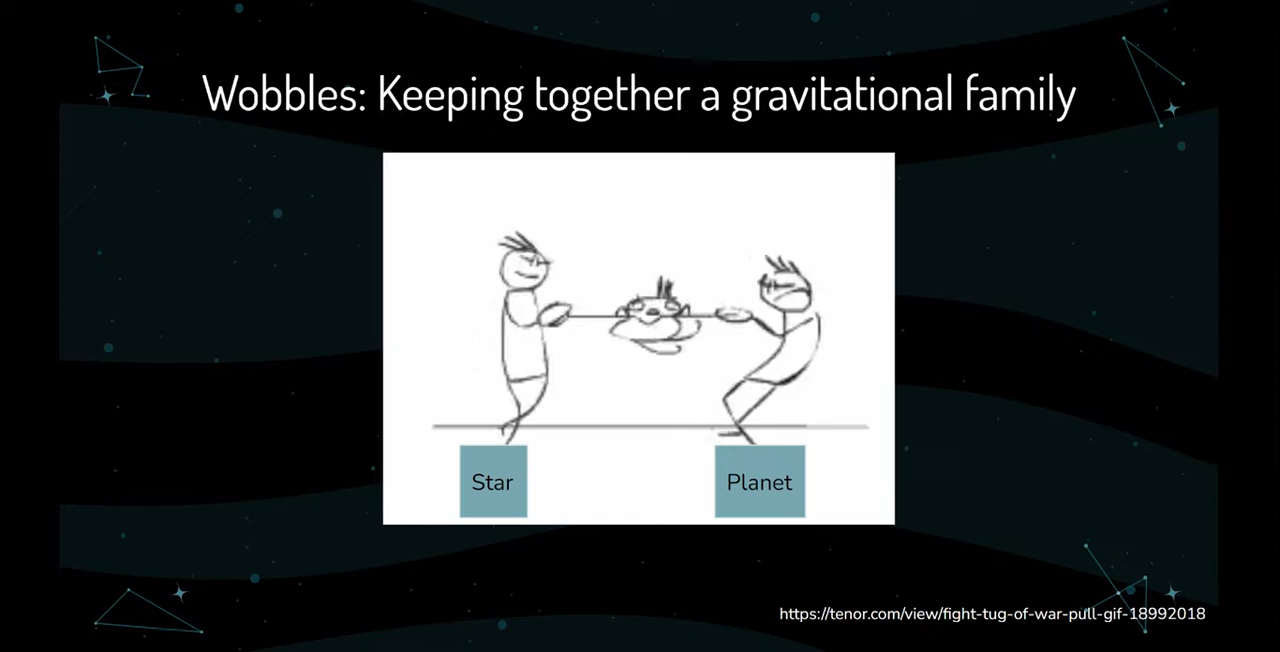 Wobbles: Keeping together a gravitational family
Star
Planet
https://tenor.com/view/fight-tug-of-war-pull-gif-18992018